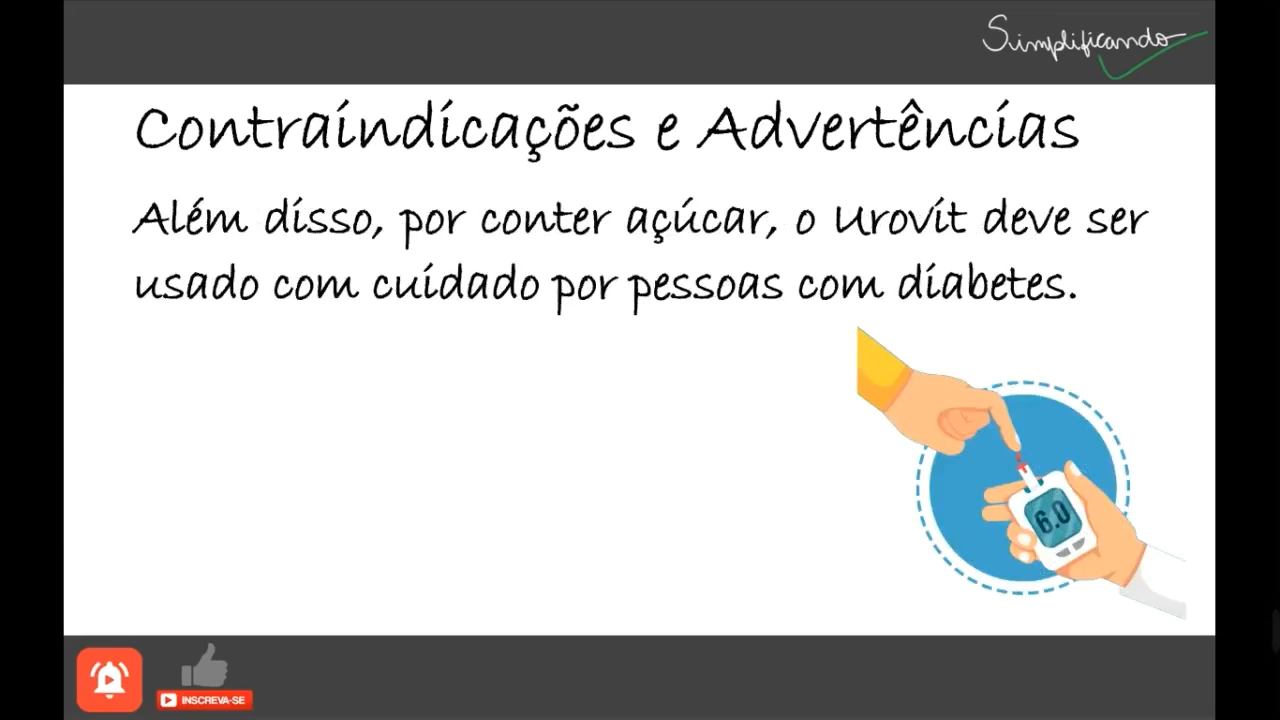 Simplificando
Contraindicações e Advertências
Além disso, por conter açúcar, o Urovit deve ser
usado com cuidado por pessoas com diabetes.
6.0
INSCREVA-SE